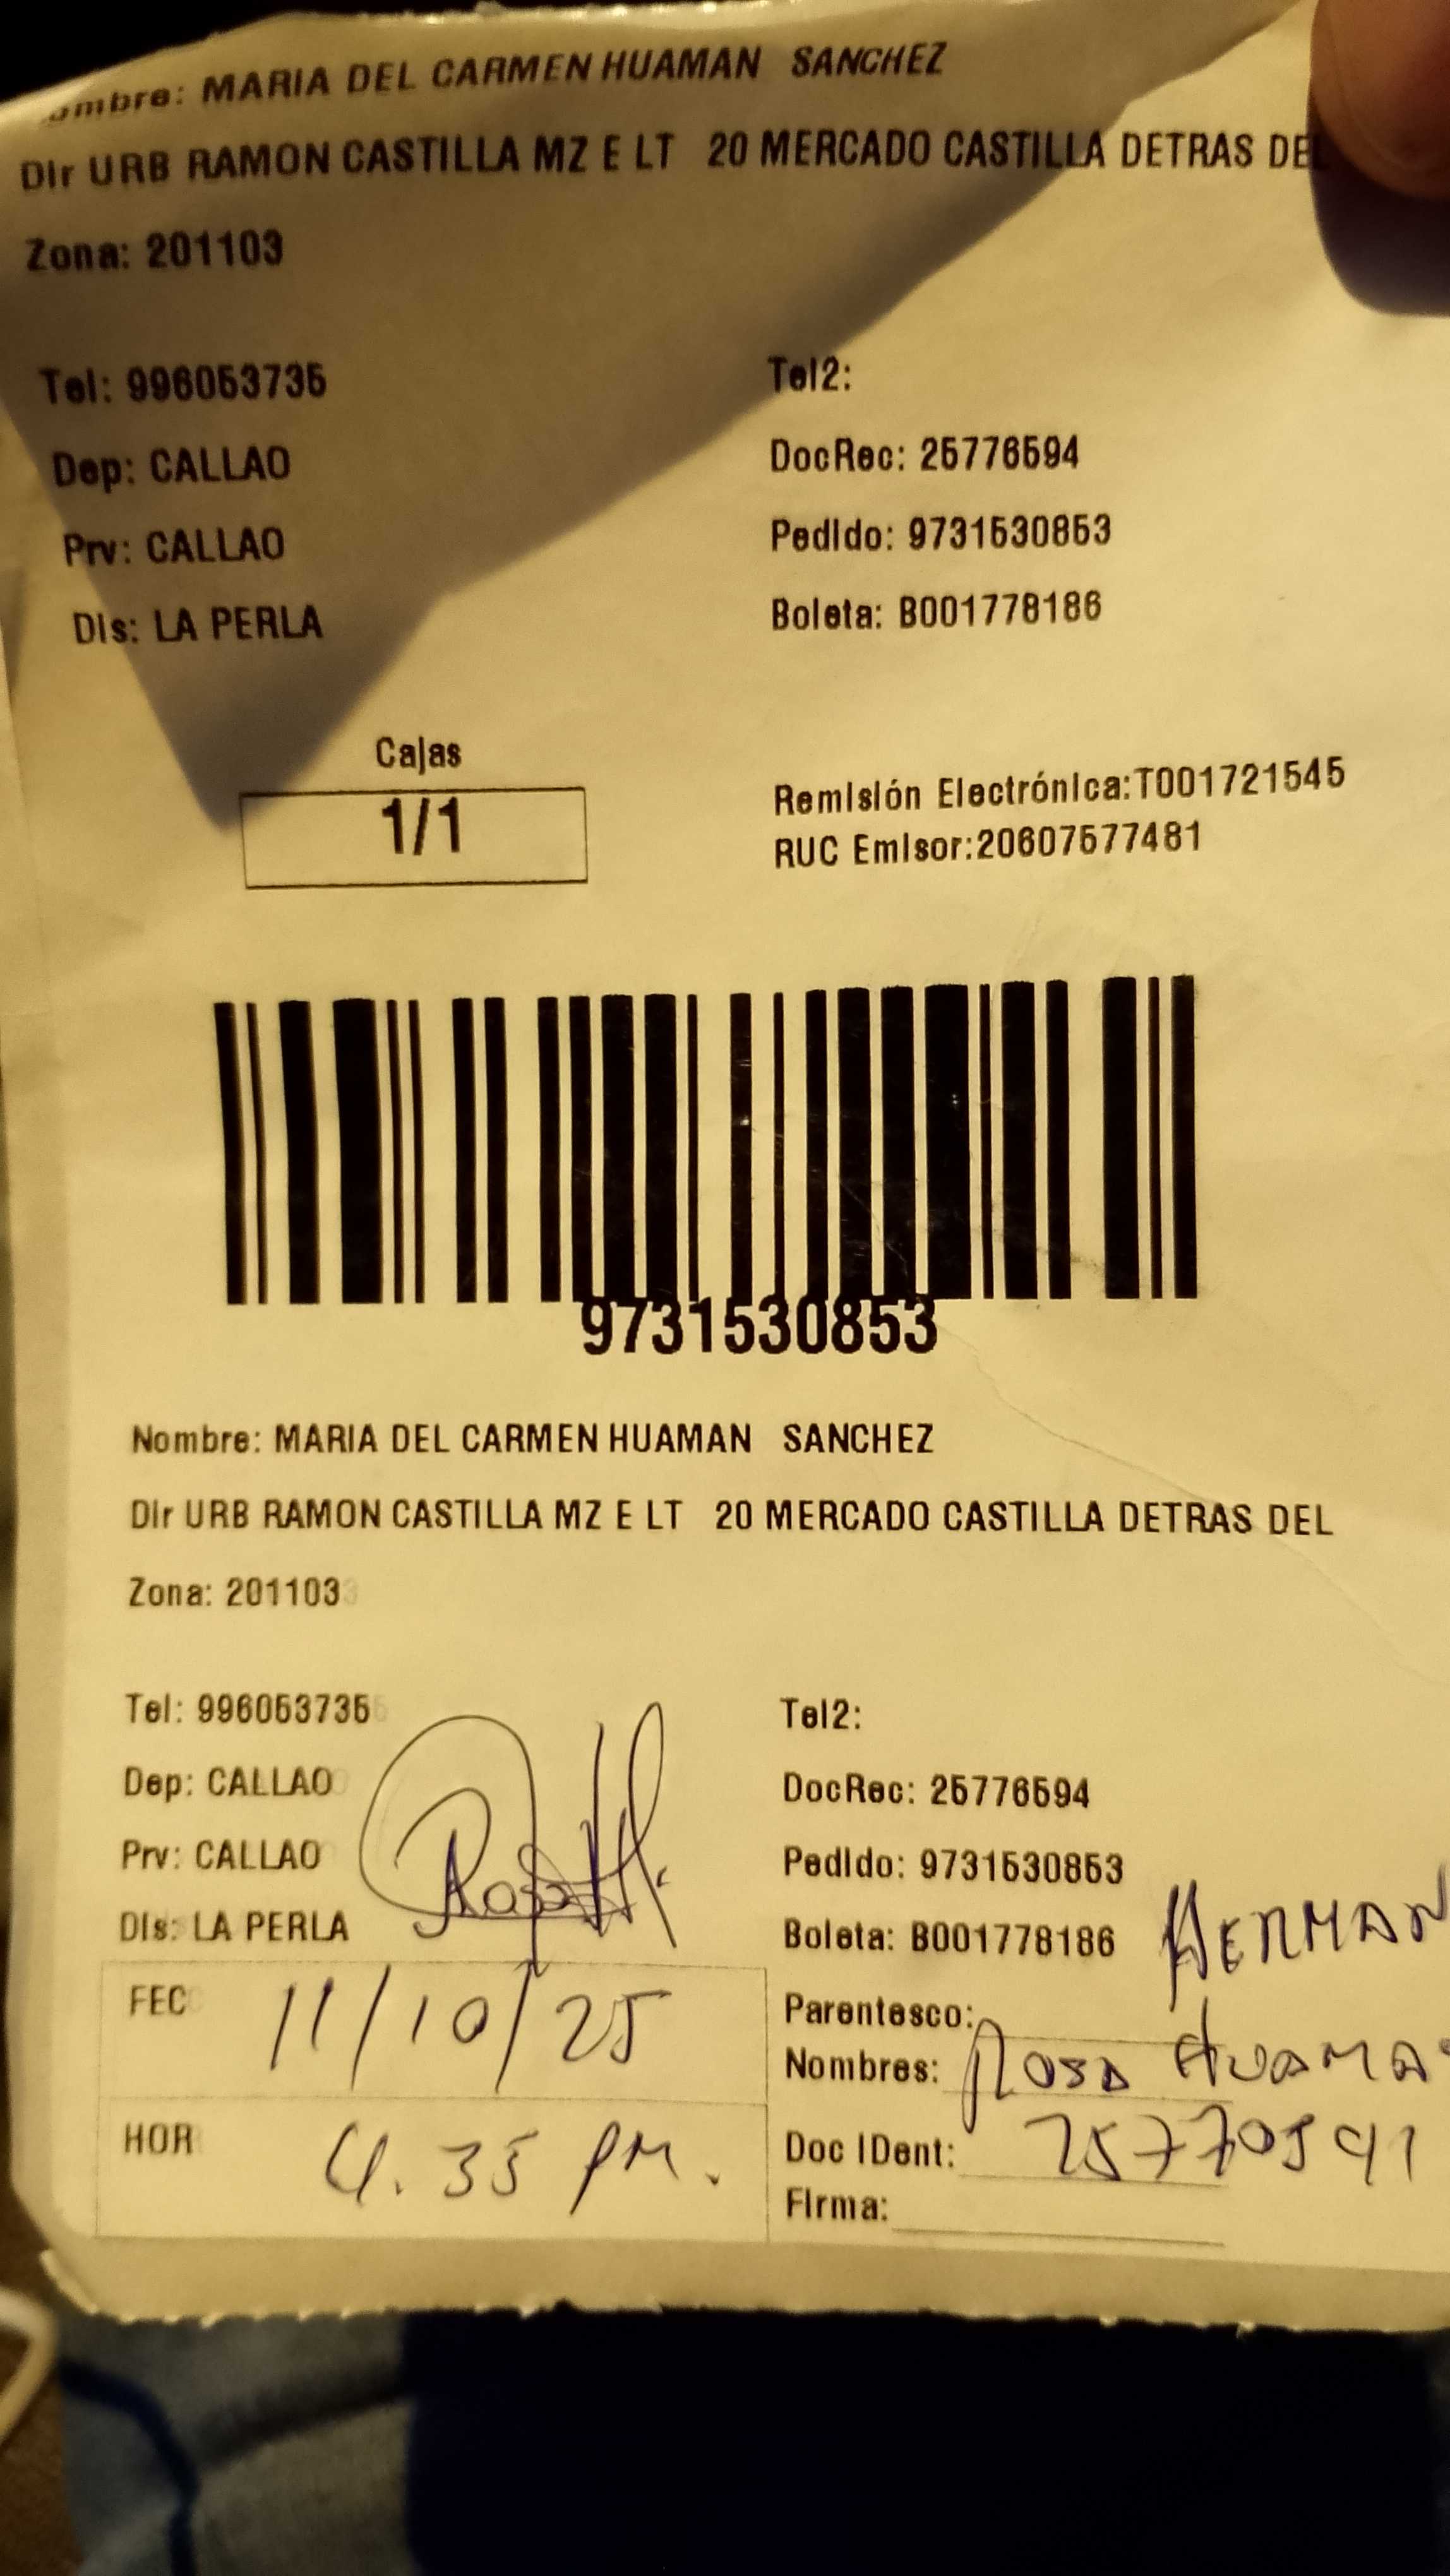 ombre: MARIA DEL CARMEN HUAMAN SANCHEZ
Dir URB RAMON CASTILLA MZ E LT 20 MERCADO CASTILLA DETRAS DEL
Zona: 201103
Tel: 996053735
Tel2:
Dep: CALLAO
DocRec: 25776594
Prv: CALLAO
Pedido: 9731530853
Dis: LA PERLA
Boleta: B001778186
Cajas
1/1
Remisión Electrónica:T001721545
RUC Emisor:20607577481
9731530853
Nombre: MARIA DEL CARMEN HUAMAN SANCHEZ
Dir URB RAMON CASTILLA MZ E LT 20 MERCADO CASTILLA DETRAS DEL
Zona: 201103
Tel: 996053735
Tel2:
Dep: CALLAO
DocRec: 25776594
Prv: CALLAO
Pedido: 9731530853
Dis: LA PERLA
Boleta: B001778186
HERMAN
FEC 11/10/25
Parentesco:
Nombres: Rosa HUAMA
HOR 4.35 PM.
Doc IDent: 25770591
Firma: